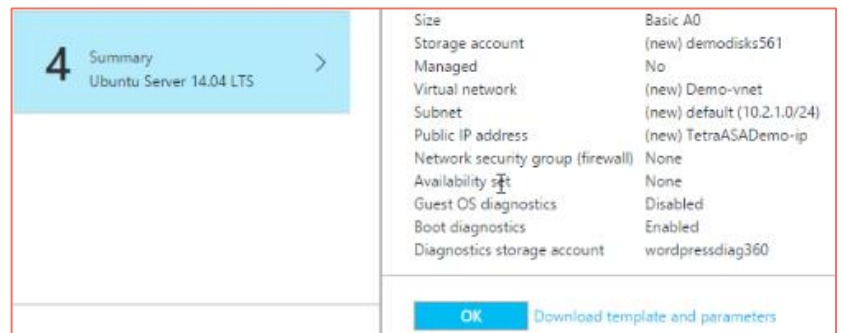 4
Summary
Ubuntu Server 14.04 LTS
Size Basic A0
Storage account (new) demodisks561
Managed No
Virtual network (new) Demo-vnet
Subnet (new) default (10.2.1.0/24)
Public IP address (new) TetraASADemo-ip
Network security group (firewall) None
Availability set None
Guest OS diagnostics Disabled
Boot diagnostics Enabled
Diagnostics storage account wordpressdiag360
OK Download template and parameters